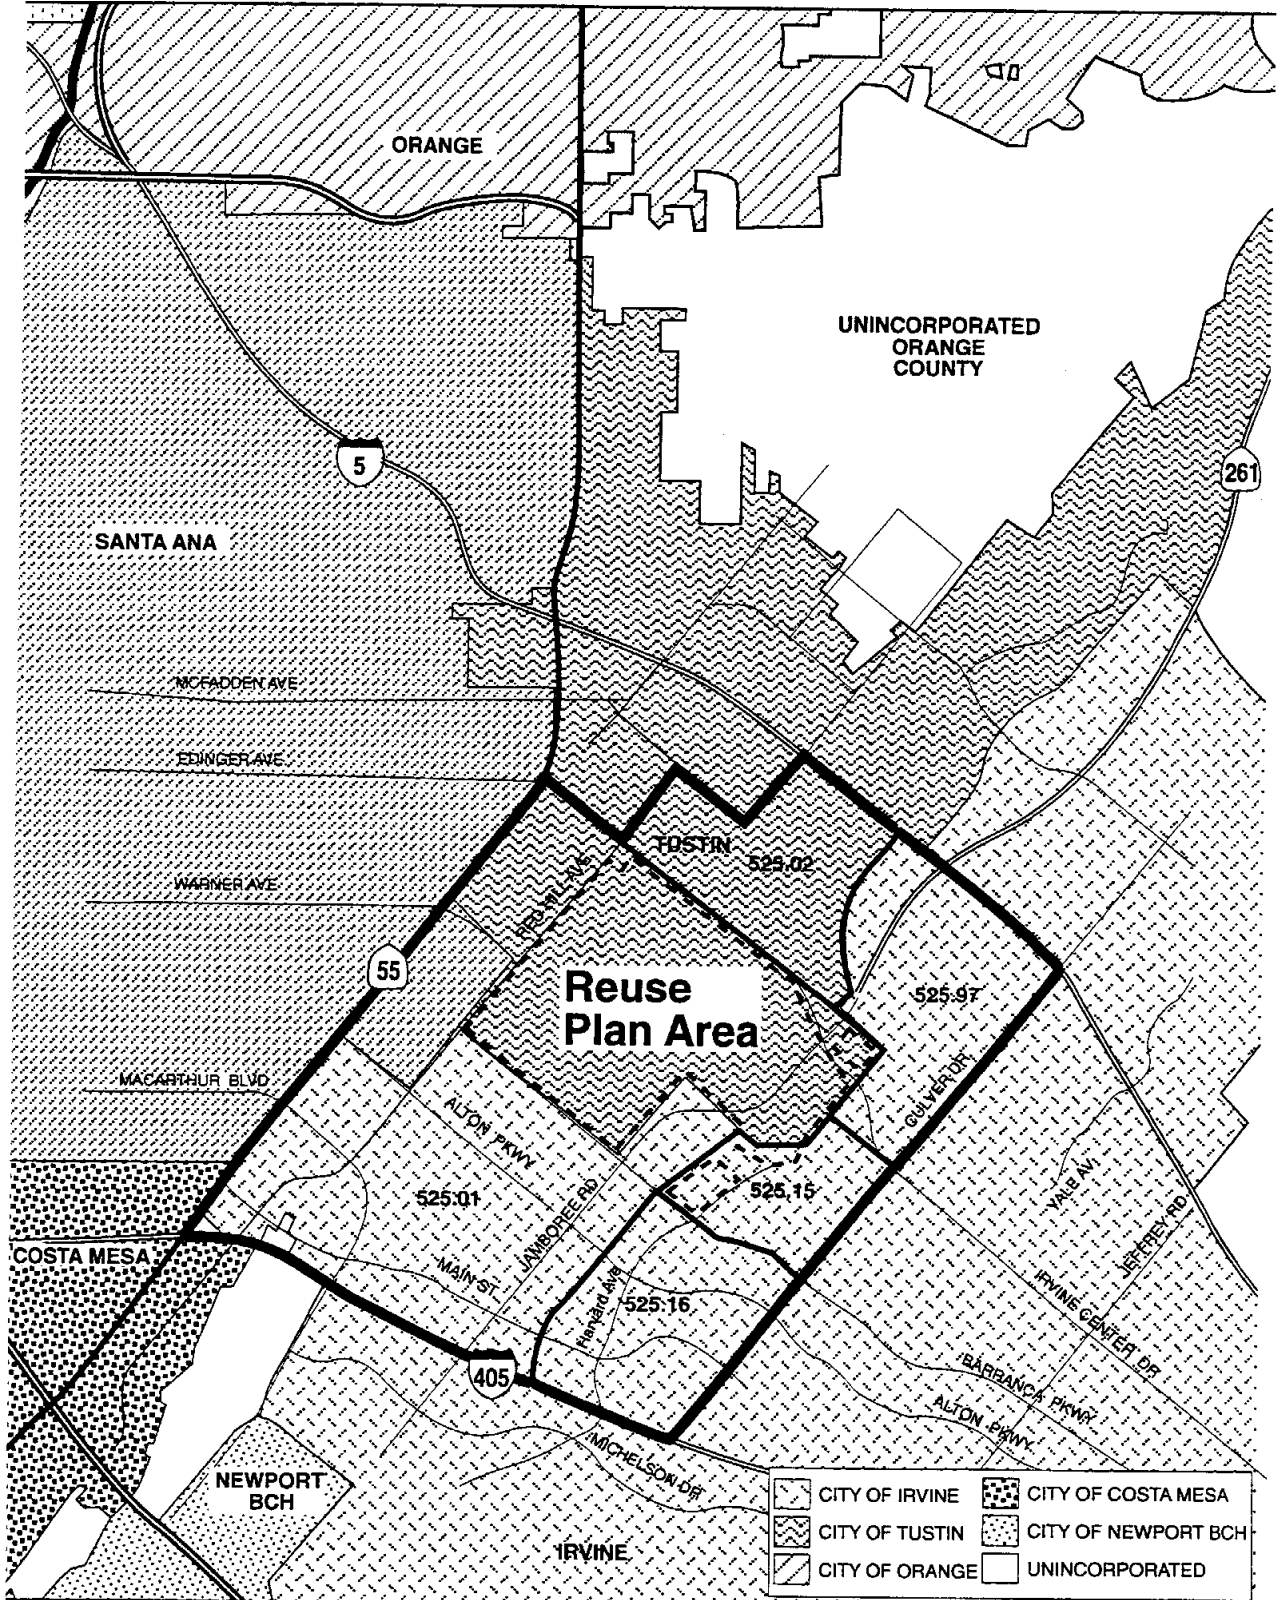 ORANGE
UNINCORPORATED
ORANGE
COUNTY
5
261
SANTA ANA
MCFADDEN AVE
EDINGER AVE
TUSTIN
525.02
WARNER AVE
RED HILL AVE
55
Reuse
Plan Area
525.97
MACARTHUR BLVD
ALTON PKWY
CULVER DR
525.01
525.15
YALE AV.
JEFFREY RD
JAMBOREE RD
COSTA MESA
MAIN ST
Harvard Ave
525.16
IRVINE CENTER DR
405
BARRANCA PKWY
ALTON PKWY
MICHELSON DR
NEWPORT
BCH
IRVINE
CITY OF IRVINE
CITY OF COSTA MESA
CITY OF TUSTIN
CITY OF NEWPORT BCH
CITY OF ORANGE
UNINCORPORATED